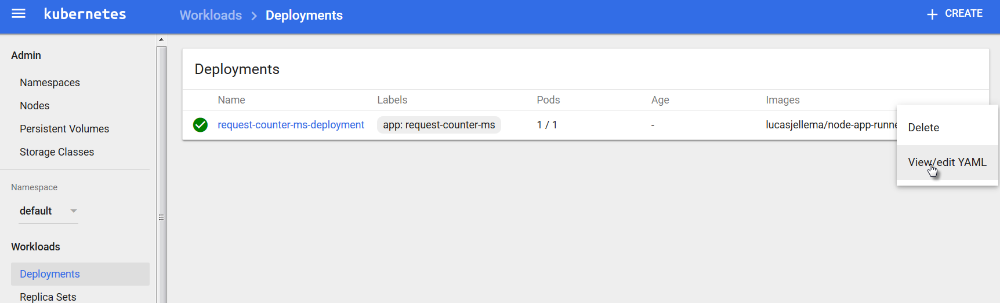 kubernetes
Workloads > Deployments
+ CREATE
Admin
Namespaces
Nodes
Persistent Volumes
Storage Classes
Namespace
default
Workloads
Deployments
Replica Sets
Deployments
Name Labels Pods Age Images
request-counter-ms-deployment app: request-counter-ms 1 / 1 - lucasjellema/node-app-runne
Delete
View/edit YAML